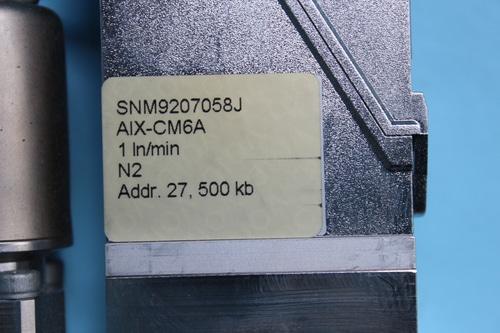 SNM9207058J
AIX-CM6A
1 ln/min
N2
Addr. 27, 500 kb